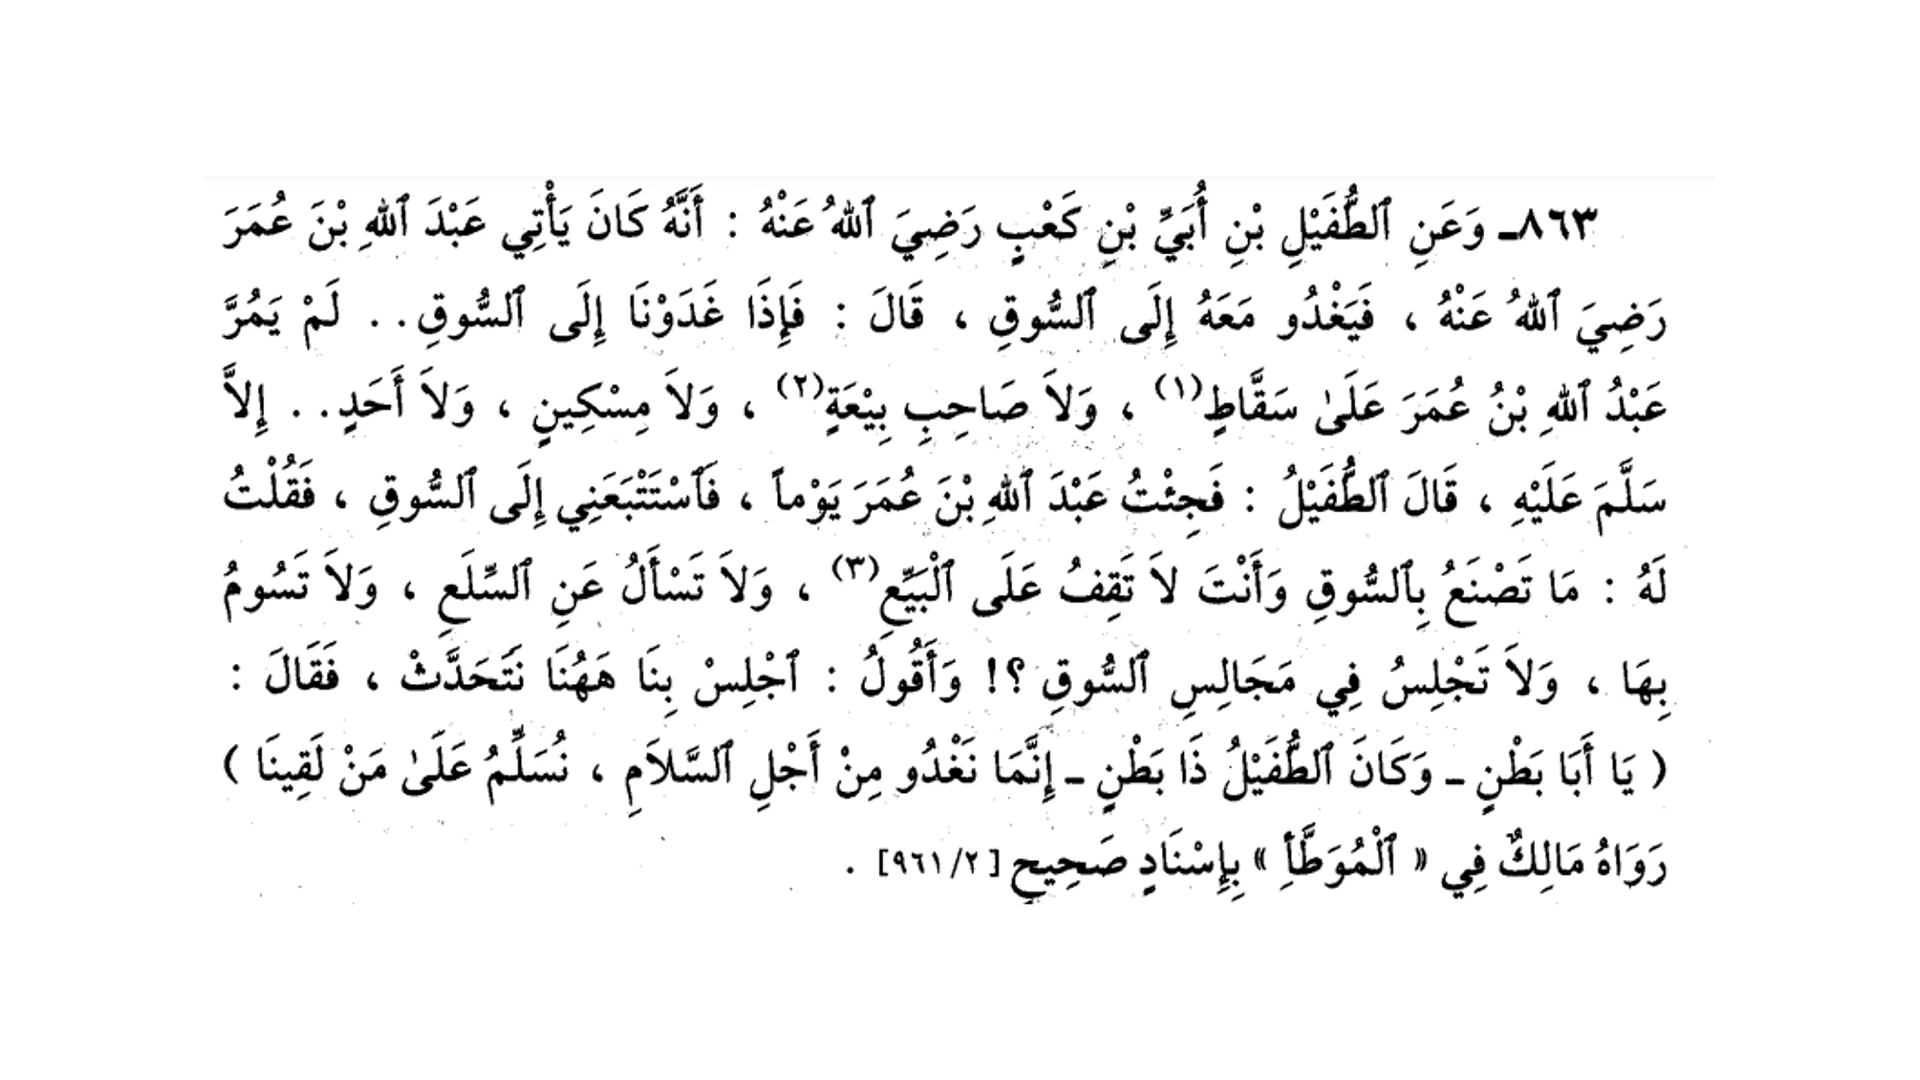 ٨٦٣ـ وَعَنِ ٱلطُّفَيْلِ بْنِ أُبَيِّ بْنِ كَعْبٍ رَضِيَ ٱللهُ عَنْهُ : أَنَّهُ كَانَ يَأْتِي عَبْدَ ٱللهِ بْنَ عُمَرَ
رَضِيَ ٱللهُ عَنْهُ ، فَيَغْدُو مَعَهُ إِلَى ٱلسُّوقِ ، قَالَ : فَإِذَا غَدَوْنَا إِلَى ٱلسُّوقِ.. لَمْ يَمُرَّ
عَبْدُ ٱللهِ بْنُ عُمَرَ عَلَىٰ سَقَّاطٍ(١) ، وَلاَ صَاحِبِ بِيْعَةٍ(٢) ، وَلاَ مِسْكِينٍ ، وَلاَ أَحَدٍ.. إِلاَّ
سَلَّمَ عَلَيْهِ ، قَالَ ٱلطُّفَيْلُ : فَجِئْتُ عَبْدَ ٱللهِ بْنَ عُمَرَ يَوْماً ، فَٱسْتَتْبَعَنِي إِلَى ٱلسُّوقِ ، فَقُلْتُ
لَهُ : مَا تَصْنَعُ بِٱلسُّوقِ وَأَنْتَ لاَ تَقِفُ عَلَى ٱلْبَيِّعِ(٣) ، وَلاَ تَسْأَلُ عَنِ ٱلسِّلَعِ ، وَلاَ تَسُومُ
بِهَا ، وَلاَ تَجْلِسُ فِي مَجَالِسِ ٱلسُّوقِ ؟! وَأَقُولُ : ٱجْلِسْ بِنَا هَهُنَا نَتَحَدَّثْ ، فَقَالَ :
( يَا أَبَا بَطْنٍ ـ وَكَانَ ٱلطُّفَيْلُ ذَا بَطْنٍ ـ إِنَّمَا نَغْدُو مِنْ أَجْلِ ٱلسَّلاَمِ ، نُسَلِّمُ عَلَىٰ مَنْ لَقِينَا )
رَوَاهُ مَالِكٌ فِي « ٱلْمُوَطَّأِ » بِإِسْنَادٍ صَحِيحٍ [٢/ ٩٦١] .